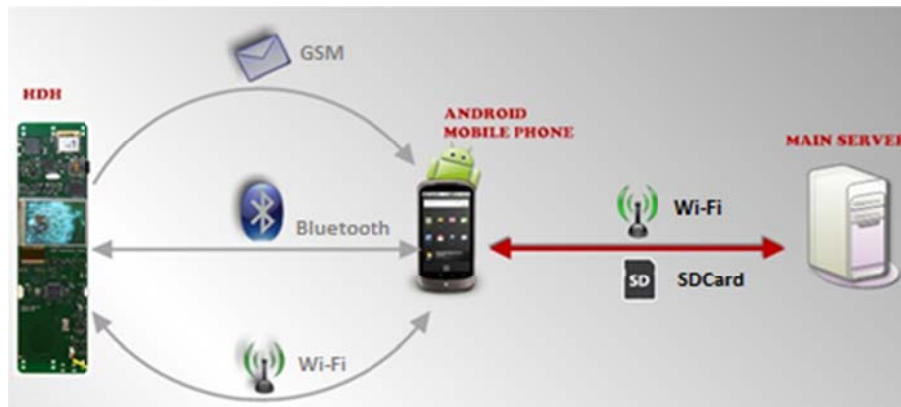 GSM
HDH
ANDROID
MOBILE PHONE
MAIN SERVER
Bluetooth
Wi-Fi
SD
SDCard
Wi-Fi